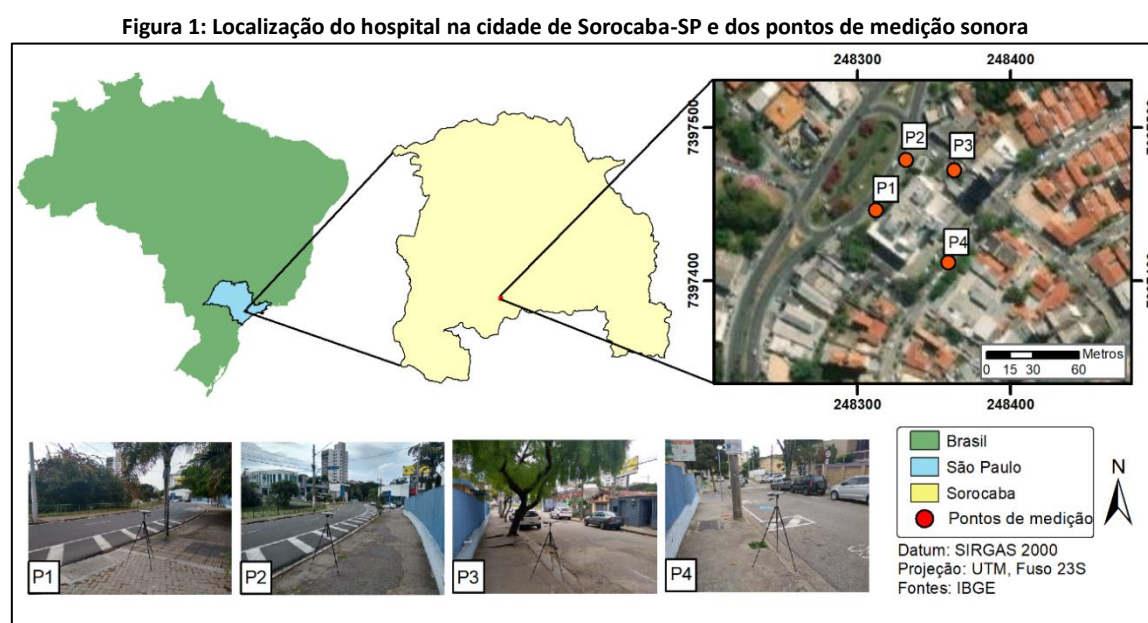 Figura 1: Localização do hospital na cidade de Sorocaba-SP e dos pontos de medição sonora
248300 248400
7397500
7397400
P2
P3
P1
P4
Metros
0 15 30 60
248300 248400
P1
P2
P3
P4
Brasil
São Paulo
Sorocaba
Pontos de medição
N
Datum: SIRGAS 2000
Projeção: UTM, Fuso 23S
Fontes: IBGE